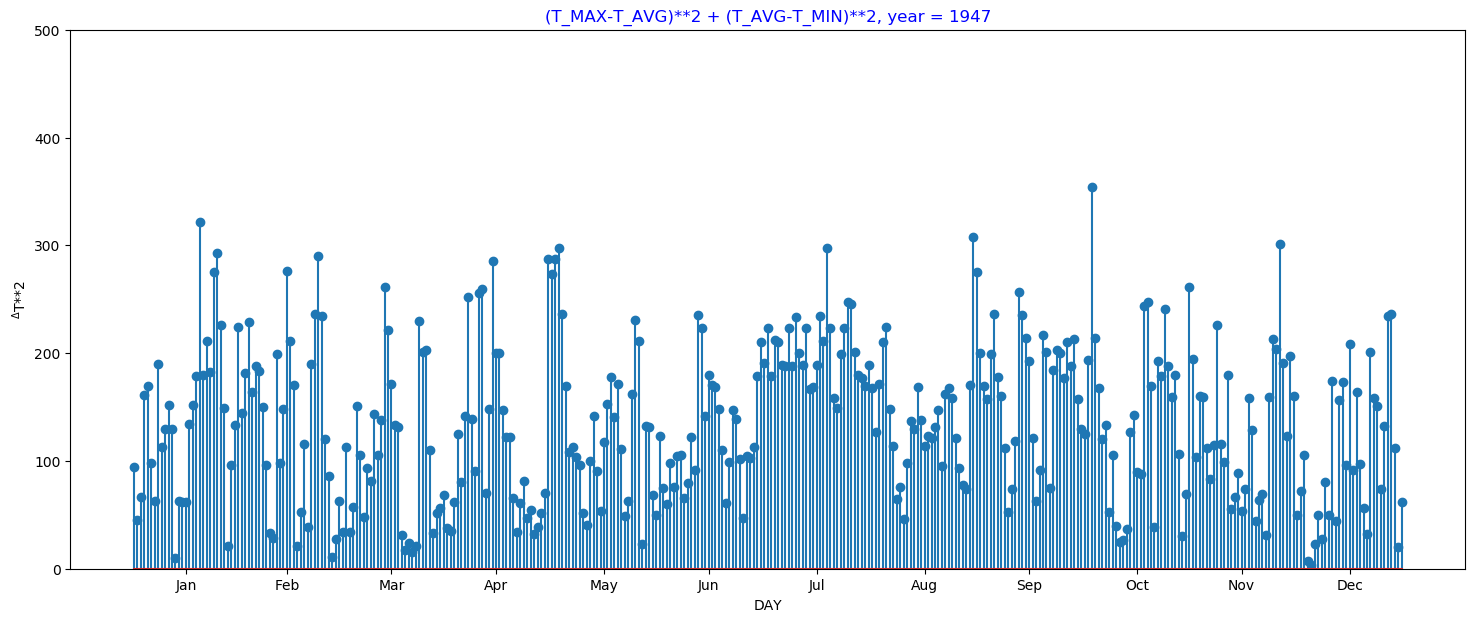 (T_MAX-T_AVG)**2 + (T_AVG-T_MIN)**2, year = 1947
500
400
300
200
100
0
ΔT**2
Jan Feb Mar Apr May Jun Jul Aug Sep Oct Nov Dec
DAY